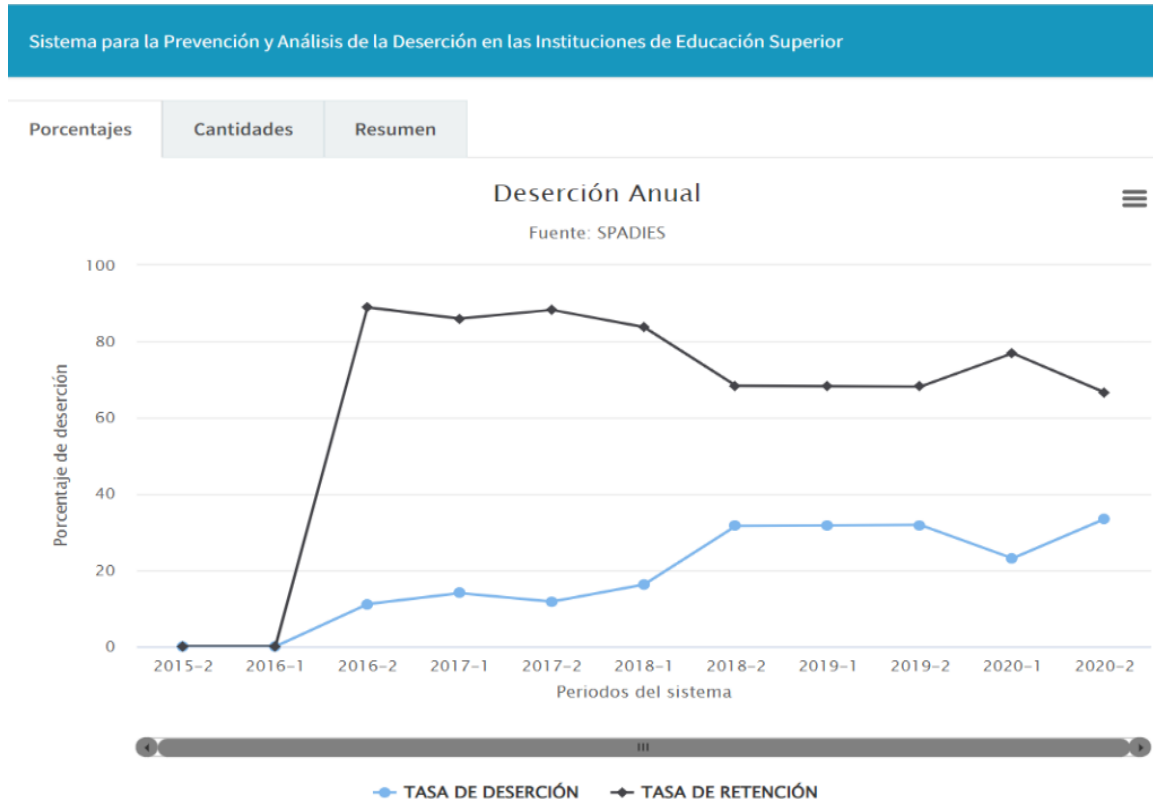 Sistema para la Prevención y Análisis de la Deserción en las Instituciones de Educación Superior
Porcentajes Cantidades Resumen
Deserción Anual
Fuente: SPADIES
Porcentaje de deserción
100
80
60
40
20
0
2015-2 2016-1 2016-2 2017-1 2017-2 2018-1 2018-2 2019-1 2019-2 2020-1 2020-2
Periodos del sistema
TASA DE DESERCIÓN TASA DE RETENCIÓN